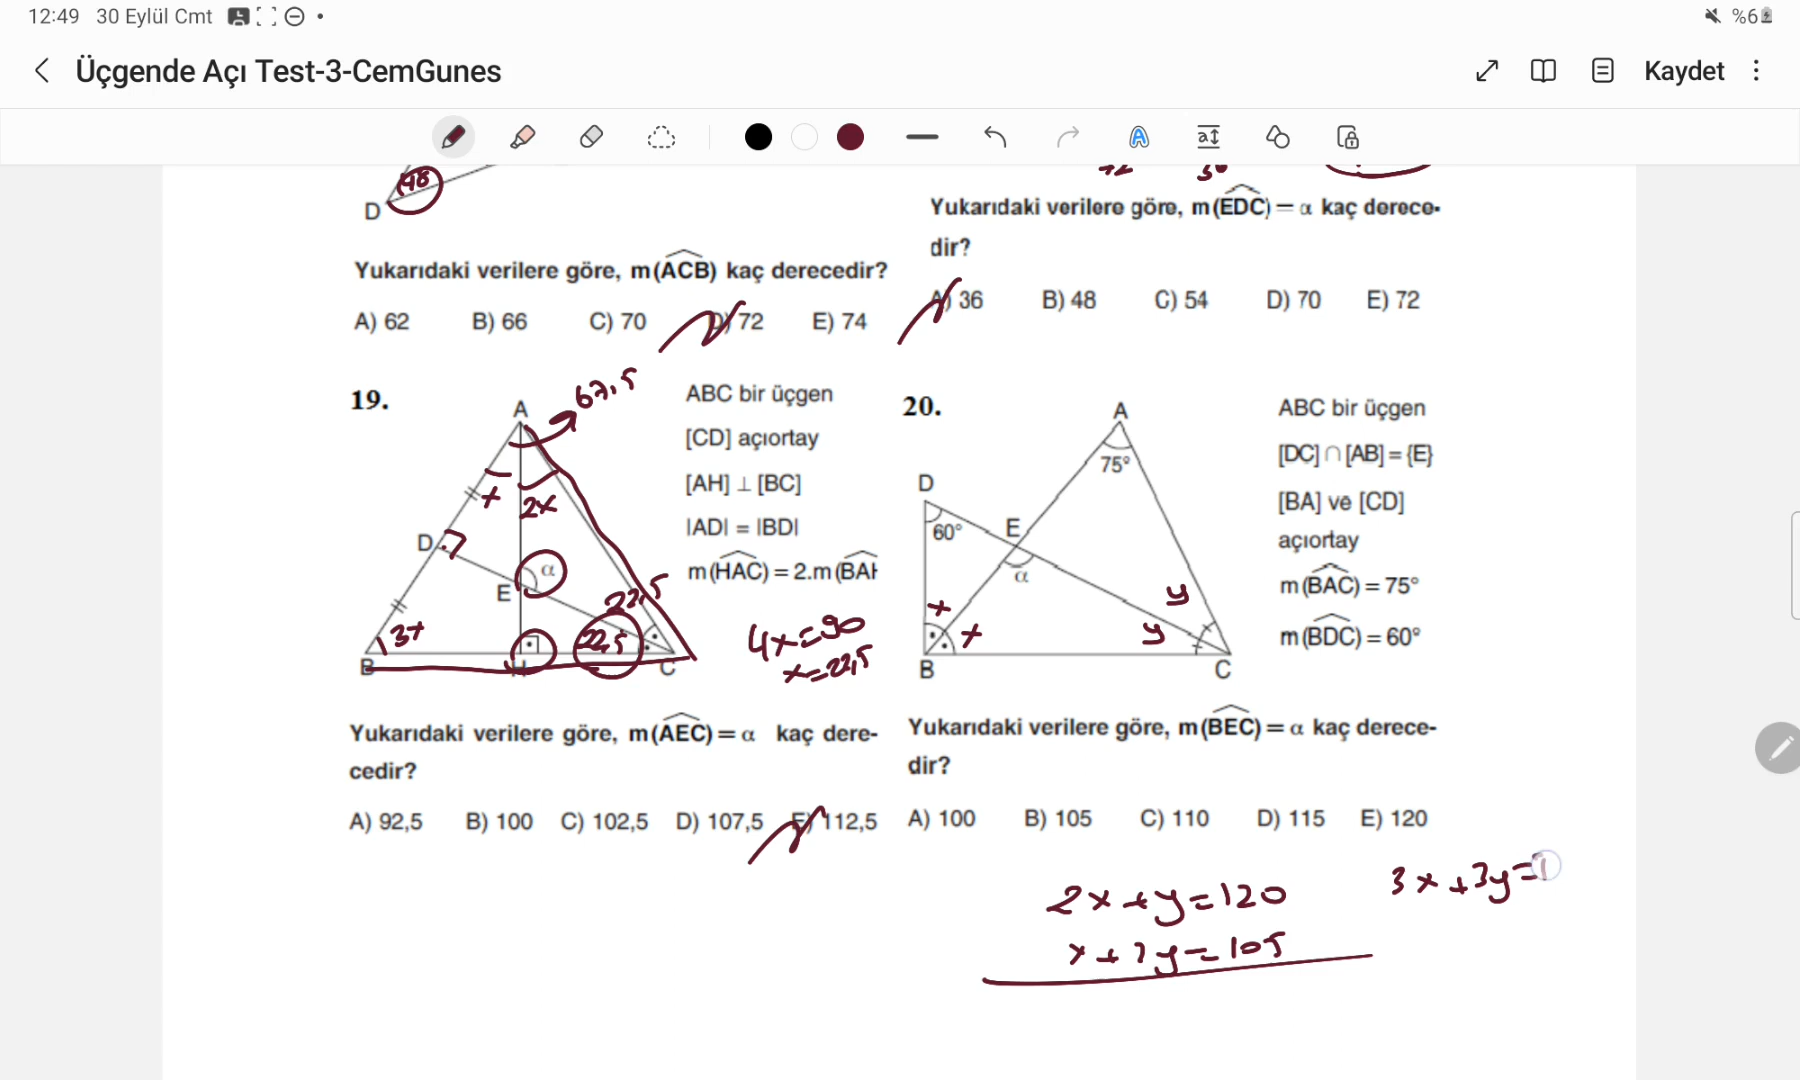 12:49 30 Eylül Cmt
%6
Üçgende Açı Test-3-CemGunes
Kaydet
D
48
Yukarıdaki verilere göre, m(ACB) kaç derecedir?
A) 62 B) 66 C) 70 D) 72 E) 74
Yukarıdaki verilere göre, m(EDC) = α kaç derece-
dir?
A) 36 B) 48 C) 54 D) 70 E) 72
19.
A
67,5
x
2x
D
E
α
22,5
22,5
3x
B
H
C
ABC bir üçgen
[CD] açıortay
[AH] ⊥ [BC]
|AD| = |BD|
m(HAC) = 2.m(BAH
4x=90
x=22,5
Yukarıdaki verilere göre, m(AEC) = α kaç dere-
cedir?
A) 92,5 B) 100 C) 102,5 D) 107,5 E) 112,5
20.
A
75°
D
60°
E
α
x
x
y
y
B
C
ABC bir üçgen
[DC] ∩ [AB] = {E}
[BA] ve [CD]
açıortay
m(BAC) = 75°
m(BDC) = 60°
Yukarıdaki verilere göre, m(BEC) = α kaç derece-
dir?
A) 100 B) 105 C) 110 D) 115 E) 120
2x+y=120
x+2y=105
3x+3y=